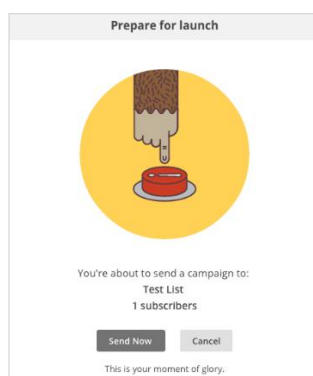 Prepare for launch
You're about to send a campaign to:
Test List
1 subscribers
Send Now Cancel
This is your moment of glory.